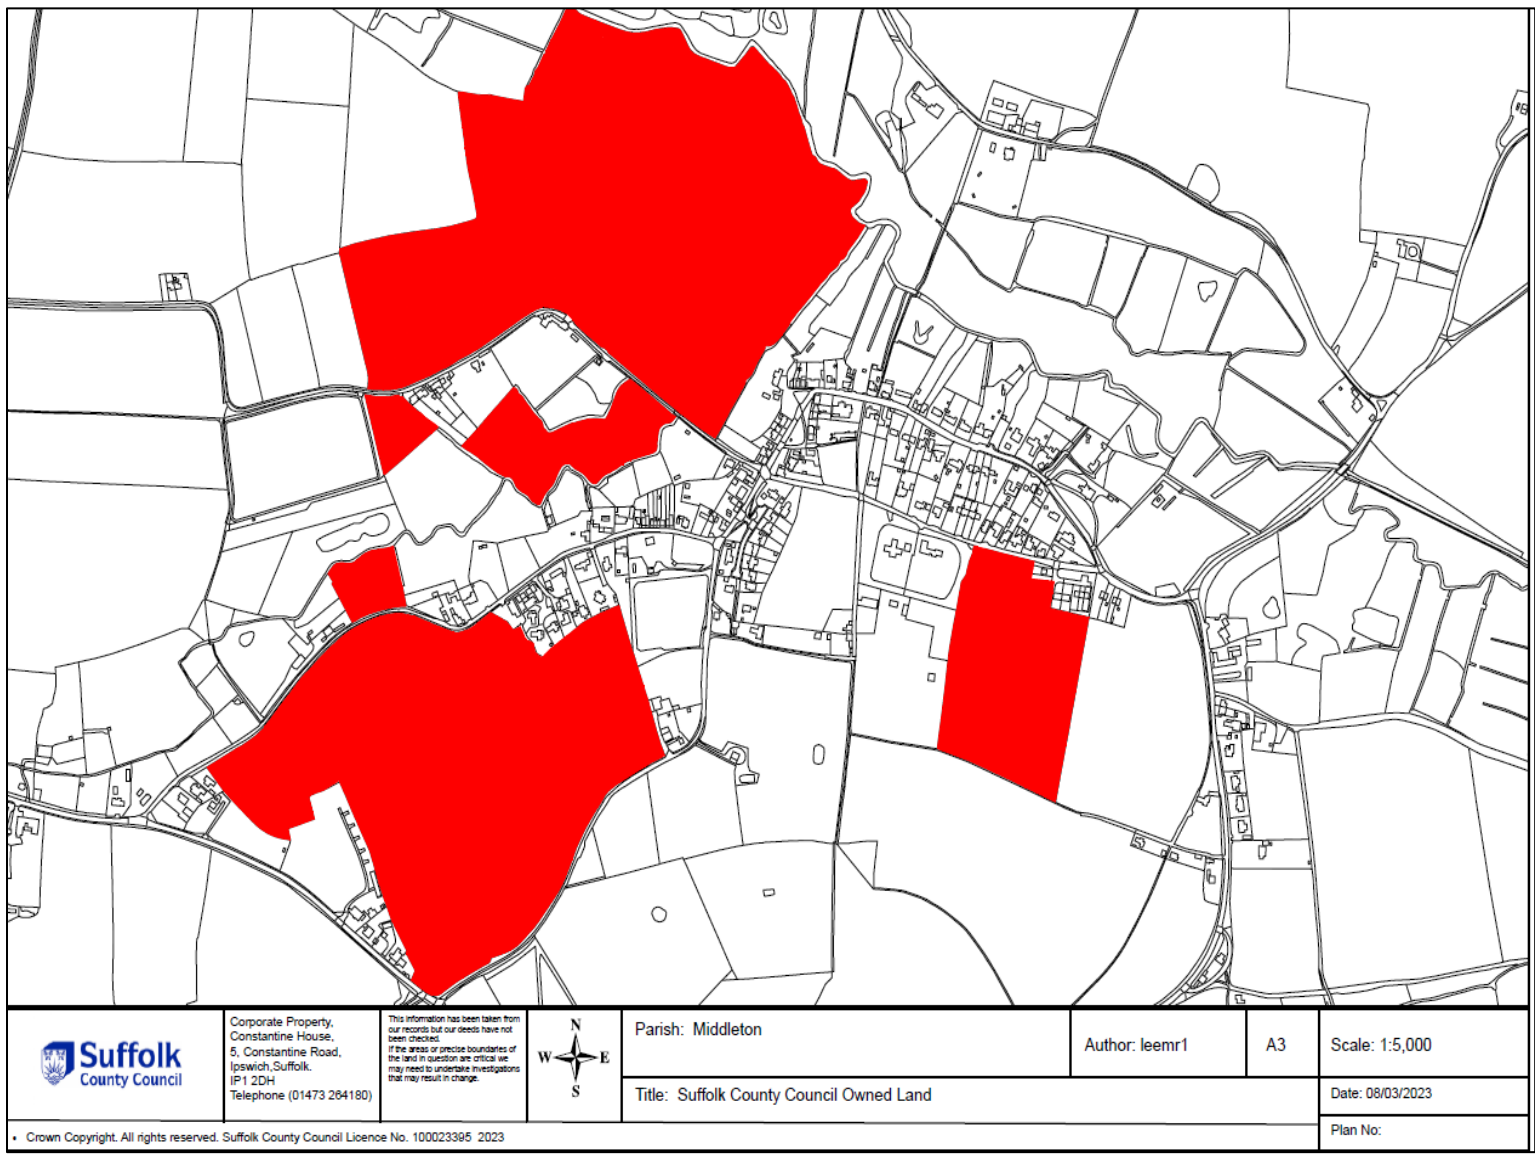 Suffolk
County Council
Corporate Property,
Constantine House,
5, Constantine Road,
Ipswich,Suffolk.
IP1 2DH
Telephone (01473 264180)
This information has been taken from
our records but our deeds have not
been checked.
If the areas or precise boundaries of
the land in question are critical we
may need to undertake investigations
that may result in change.
N
W E
S
Parish: Middleton
Author: leemr1
A3
Scale: 1:5,000
Title: Suffolk County Council Owned Land
Date: 08/03/2023
Plan No:
• Crown Copyright. All rights reserved. Suffolk County Council Licence No. 100023395 2023